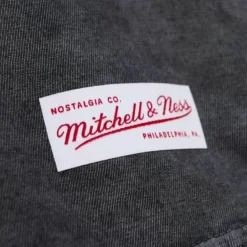 NOSTALGIA CO.
Mitchell & Ness
PHILADELPHIA, PA.